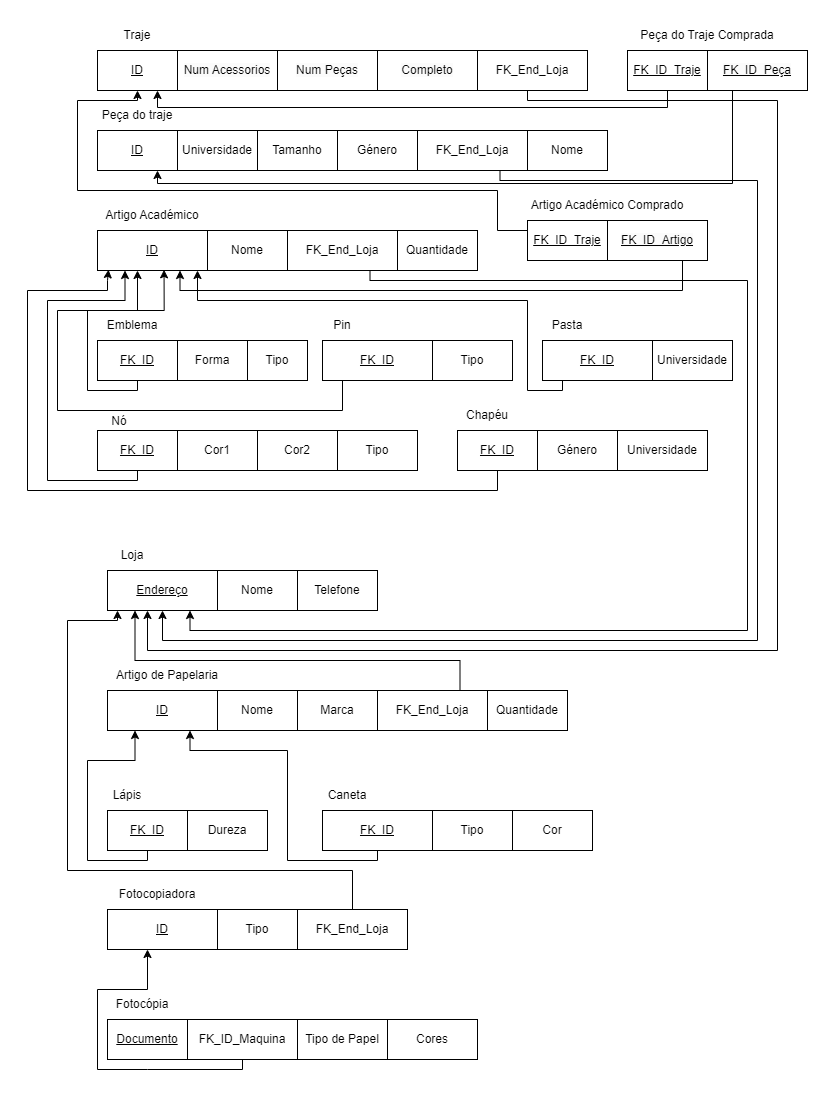 Traje
Peça do Traje Comprada
ID Num Acessorios Num Peças Completo FK_End_Loja
FK_ID_Traje FK_ID_Peça
Peça do traje
ID Universidade Tamanho Género FK_End_Loja Nome
Artigo Académico Comprado
Artigo Académico
FK_ID_Traje FK_ID_Artigo
ID Nome FK_End_Loja Quantidade
Emblema Pin Pasta
FK_ID Forma Tipo
FK_ID Tipo
FK_ID Universidade
Nó Chapéu
FK_ID Cor1 Cor2 Tipo
FK_ID Género Universidade
Loja
Endereço Nome Telefone
Artigo de Papelaria
ID Nome Marca FK_End_Loja Quantidade
Lápis Caneta
FK_ID Dureza
FK_ID Tipo Cor
Fotocopiadora
ID Tipo FK_End_Loja
Fotocópia
Documento FK_ID_Maquina Tipo de Papel Cores